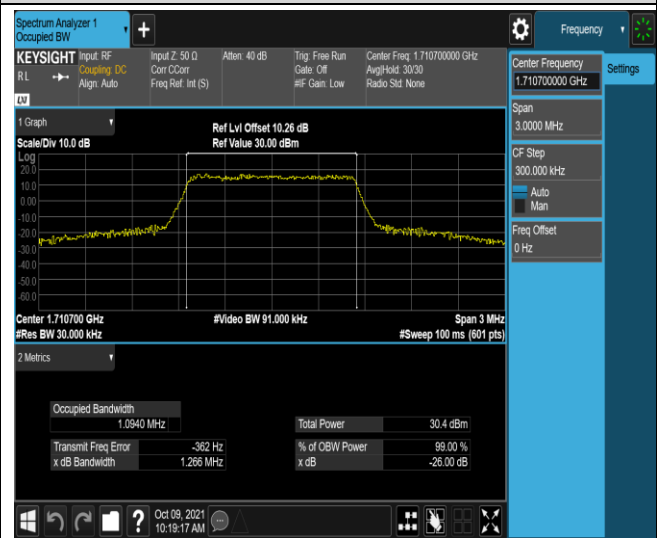 Spectrum Analyzer 1
Occupied BW
Frequency
KEYSIGHT
RL
LXI
Input: RF
Coupling: DC
Align: Auto
Input Z: 50 Ω
Corr CCorr
Freq Ref: Int (S)
Atten: 40 dB
Trig: Free Run
Gate: Off
#IF Gain: Low
Center Freq: 1.710700000 GHz
Avg|Hold: 30/30
Radio Std: None
Center Frequency
1.710700000 GHz
Settings
Span
3.0000 MHz
CF Step
300.000 kHz
Auto
Man
Freq Offset
0 Hz
1 Graph
Scale/Div 10.0 dB
Ref Lvl Offset 10.26 dB
Ref Value 30.00 dBm
Log
20.0
10.0
0.00
-10.0
-20.0
-30.0
-40.0
-50.0
-60.0
Center 1.710700 GHz
#Video BW 91.000 kHz
Span 3 MHz
#Res BW 30.000 kHz
#Sweep 100 ms (601 pts)
2 Metrics
Occupied Bandwidth
1.0940 MHz
Total Power 30.4 dBm
Transmit Freq Error -362 Hz
% of OBW Power 99.00 %
x dB Bandwidth 1.266 MHz
x dB -26.00 dB
?
Oct 09, 2021
10:19:17 AM